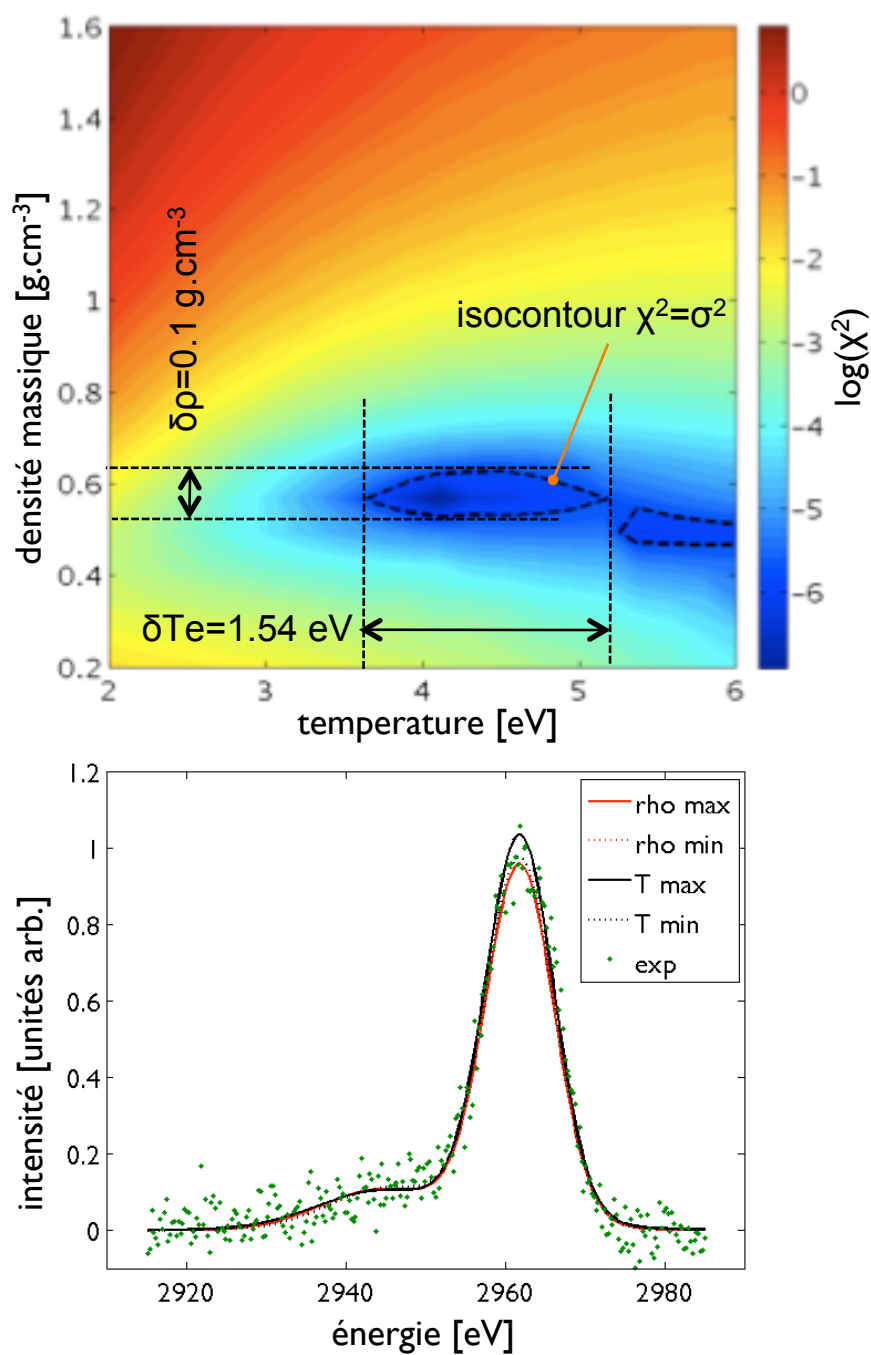 1.6
1.4
1.2
1
0.8
0.6
0.4
0.2
densité massique [g.cm-3]
δρ=0.1 g.cm-3
isocontour χ²=σ²
δTe=1.54 eV
2 3 4 5 6
temperature [eV]
0
-1
-2
-3
-4
-5
-6
log(χ²)
1.2
1
0.8
0.6
0.4
0.2
0
intensité [unités arb.]
rho max
rho min
T max
T min
exp
2920 2940 2960 2980
énergie [eV]